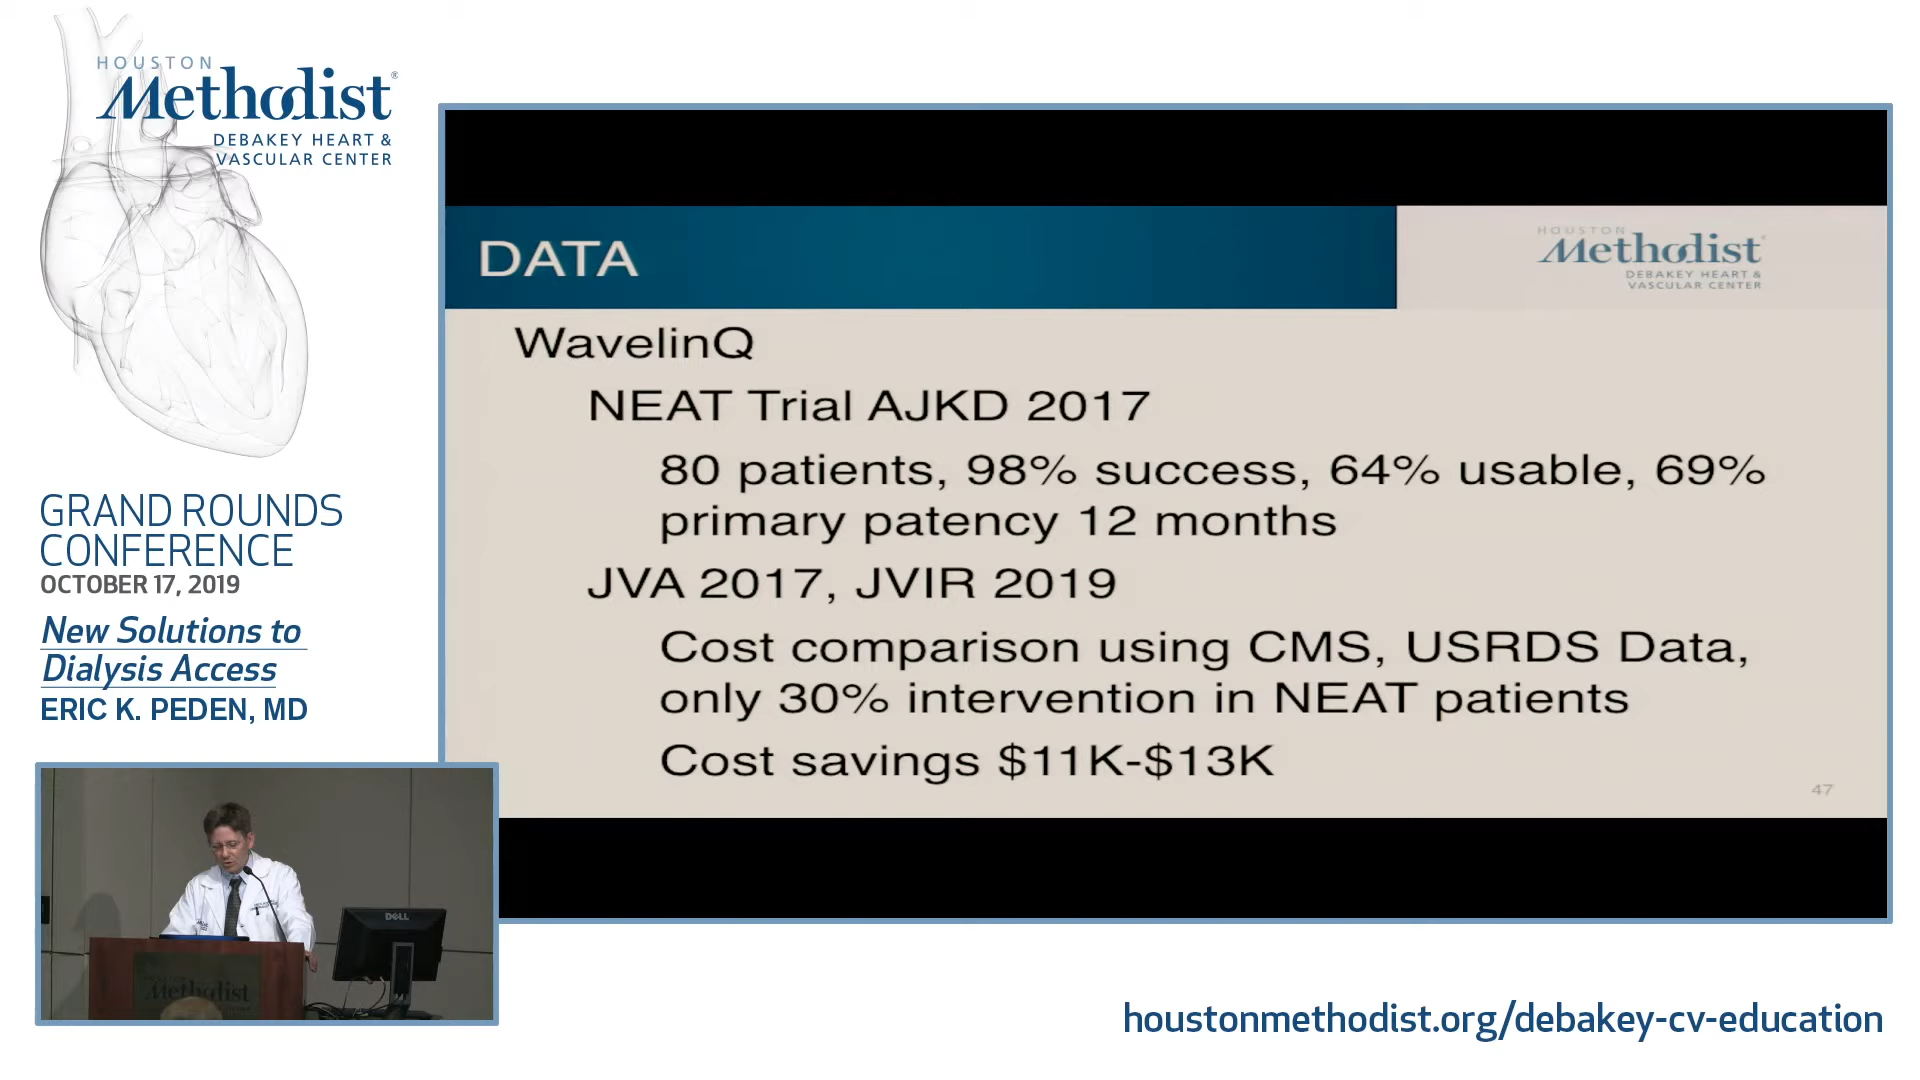 HOUSTON
Methodist®
DEBAKEY HEART &
VASCULAR CENTER
GRAND ROUNDS
CONFERENCE
OCTOBER 17, 2019
New Solutions to
Dialysis Access
ERIC K. PEDEN, MD
DATA
HOUSTON
Methodist
DEBAKEY HEART &
VASCULAR CENTER
WavelinQ
NEAT Trial AJKD 2017
80 patients, 98% success, 64% usable, 69%
primary patency 12 months
JVA 2017, JVIR 2019
Cost comparison using CMS, USRDS Data,
only 30% intervention in NEAT patients
Cost savings $11K-$13K
47
DELL
Methodist
houstonmethodist.org/debakey-cv-education